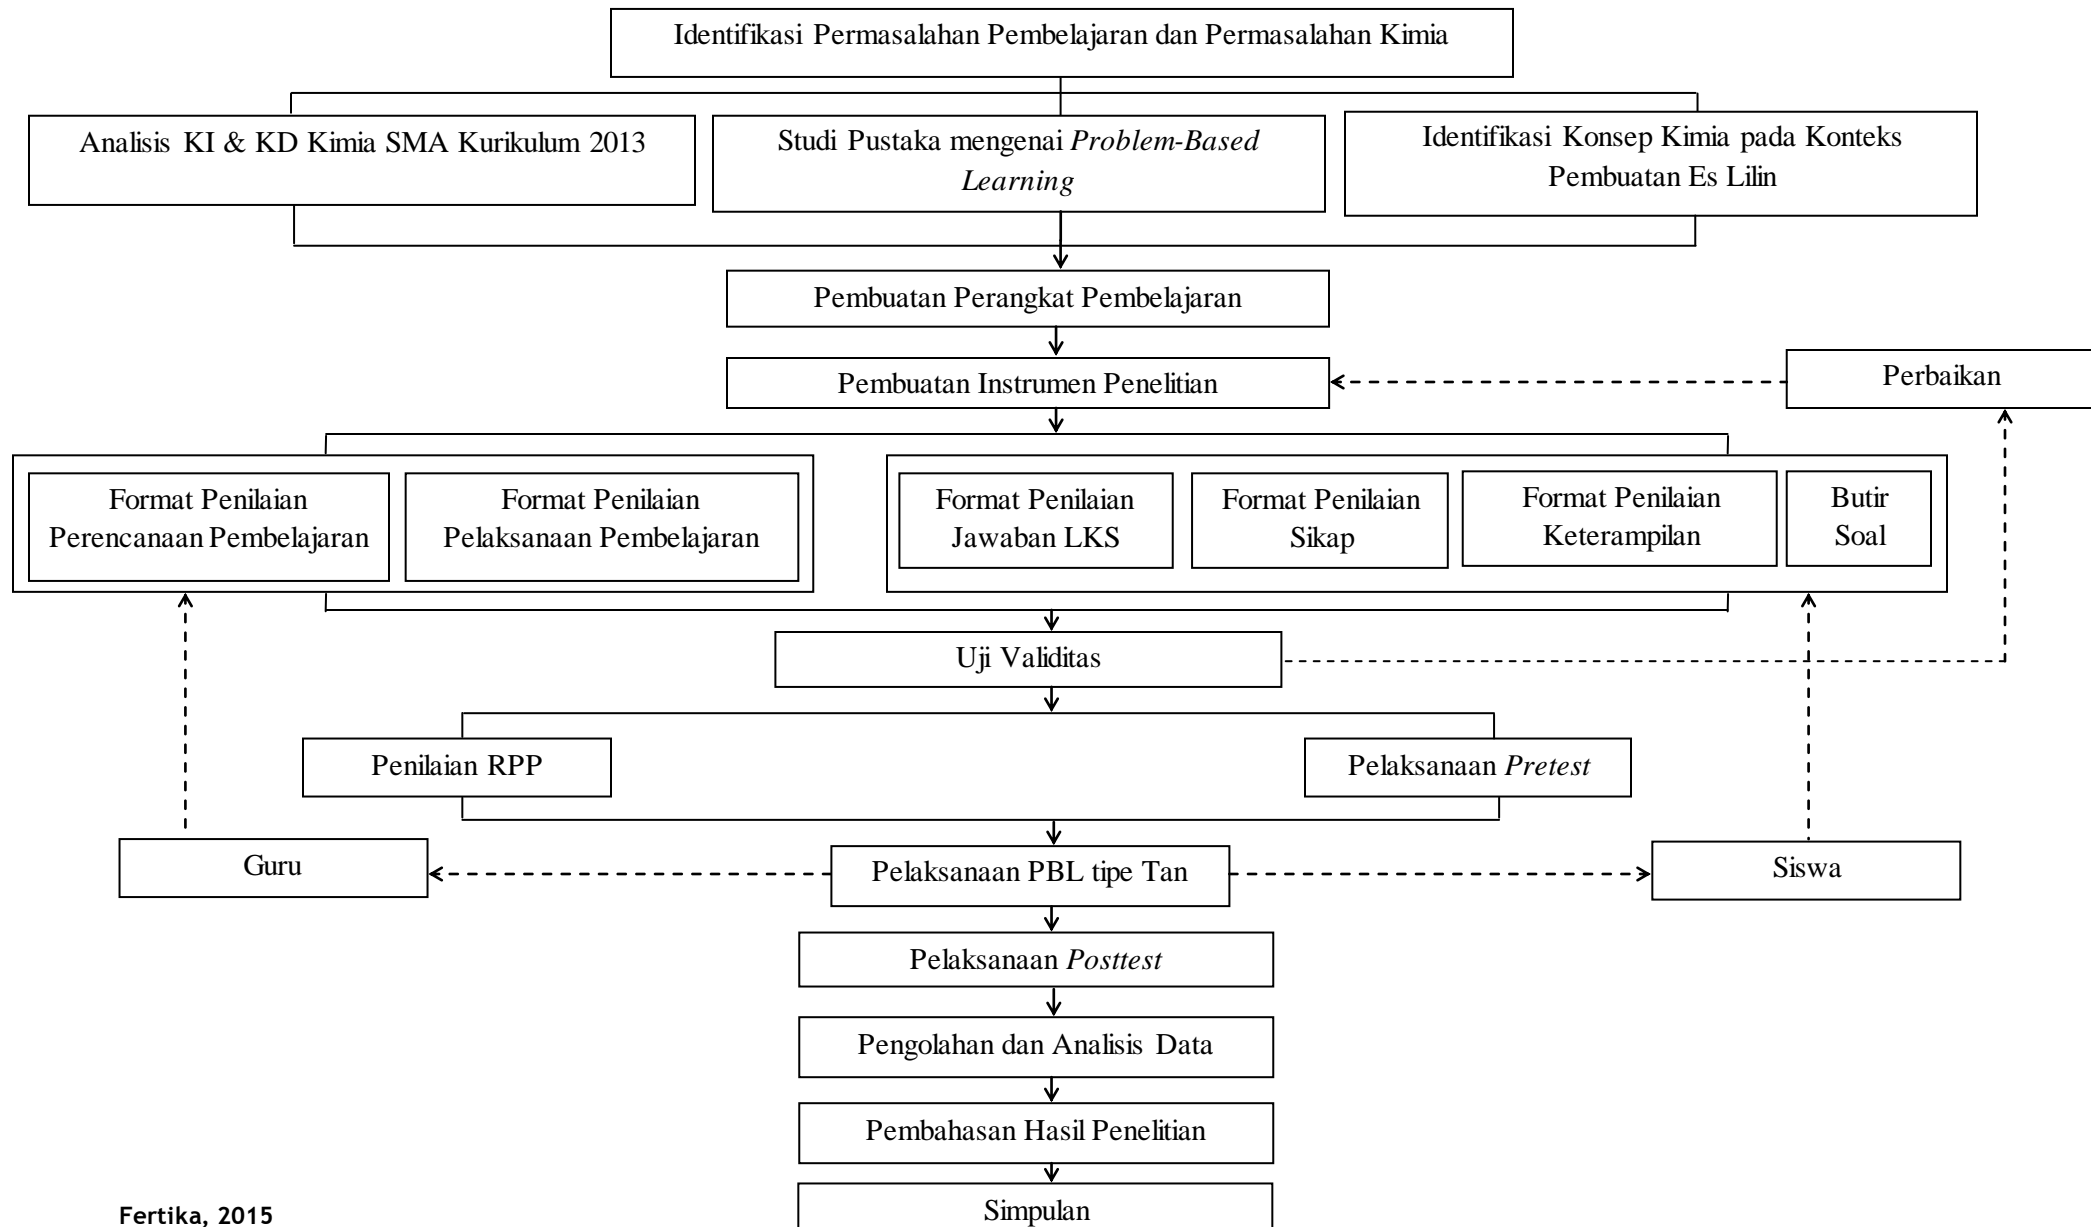 Identifikasi Permasalahan Pembelajaran dan Permasalahan Kimia
Analisis KI & KD Kimia SMA Kurikulum 2013
Studi Pustaka mengenai Problem-Based
Learning
Identifikasi Konsep Kimia pada Konteks
Pembuatan Es Lilin
Pembuatan Perangkat Pembelajaran
Pembuatan Instrumen Penelitian
Perbaikan
Format Penilaian
Perencanaan Pembelajaran
Format Penilaian
Pelaksanaan Pembelajaran
Format Penilaian
Jawaban LKS
Format Penilaian
Sikap
Format Penilaian
Keterampilan
Butir
Soal
Uji Validitas
Penilaian RPP
Pelaksanaan Pretest
Guru
Pelaksanaan PBL tipe Tan
Siswa
Pelaksanaan Posttest
Pengolahan dan Analisis Data
Pembahasan Hasil Penelitian
Simpulan
Fertika, 2015